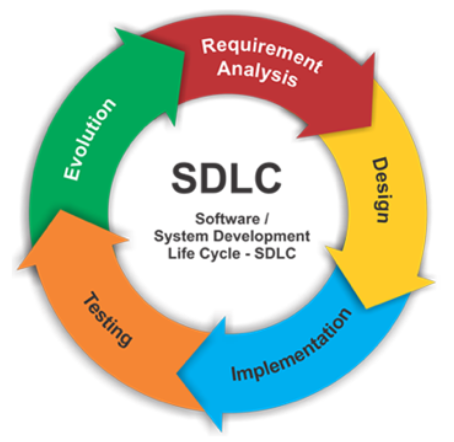 Requirement
Analysis
Design
Implementation
Testing
Evolution
SDLC
Software /
System Development
Life Cycle - SDLC